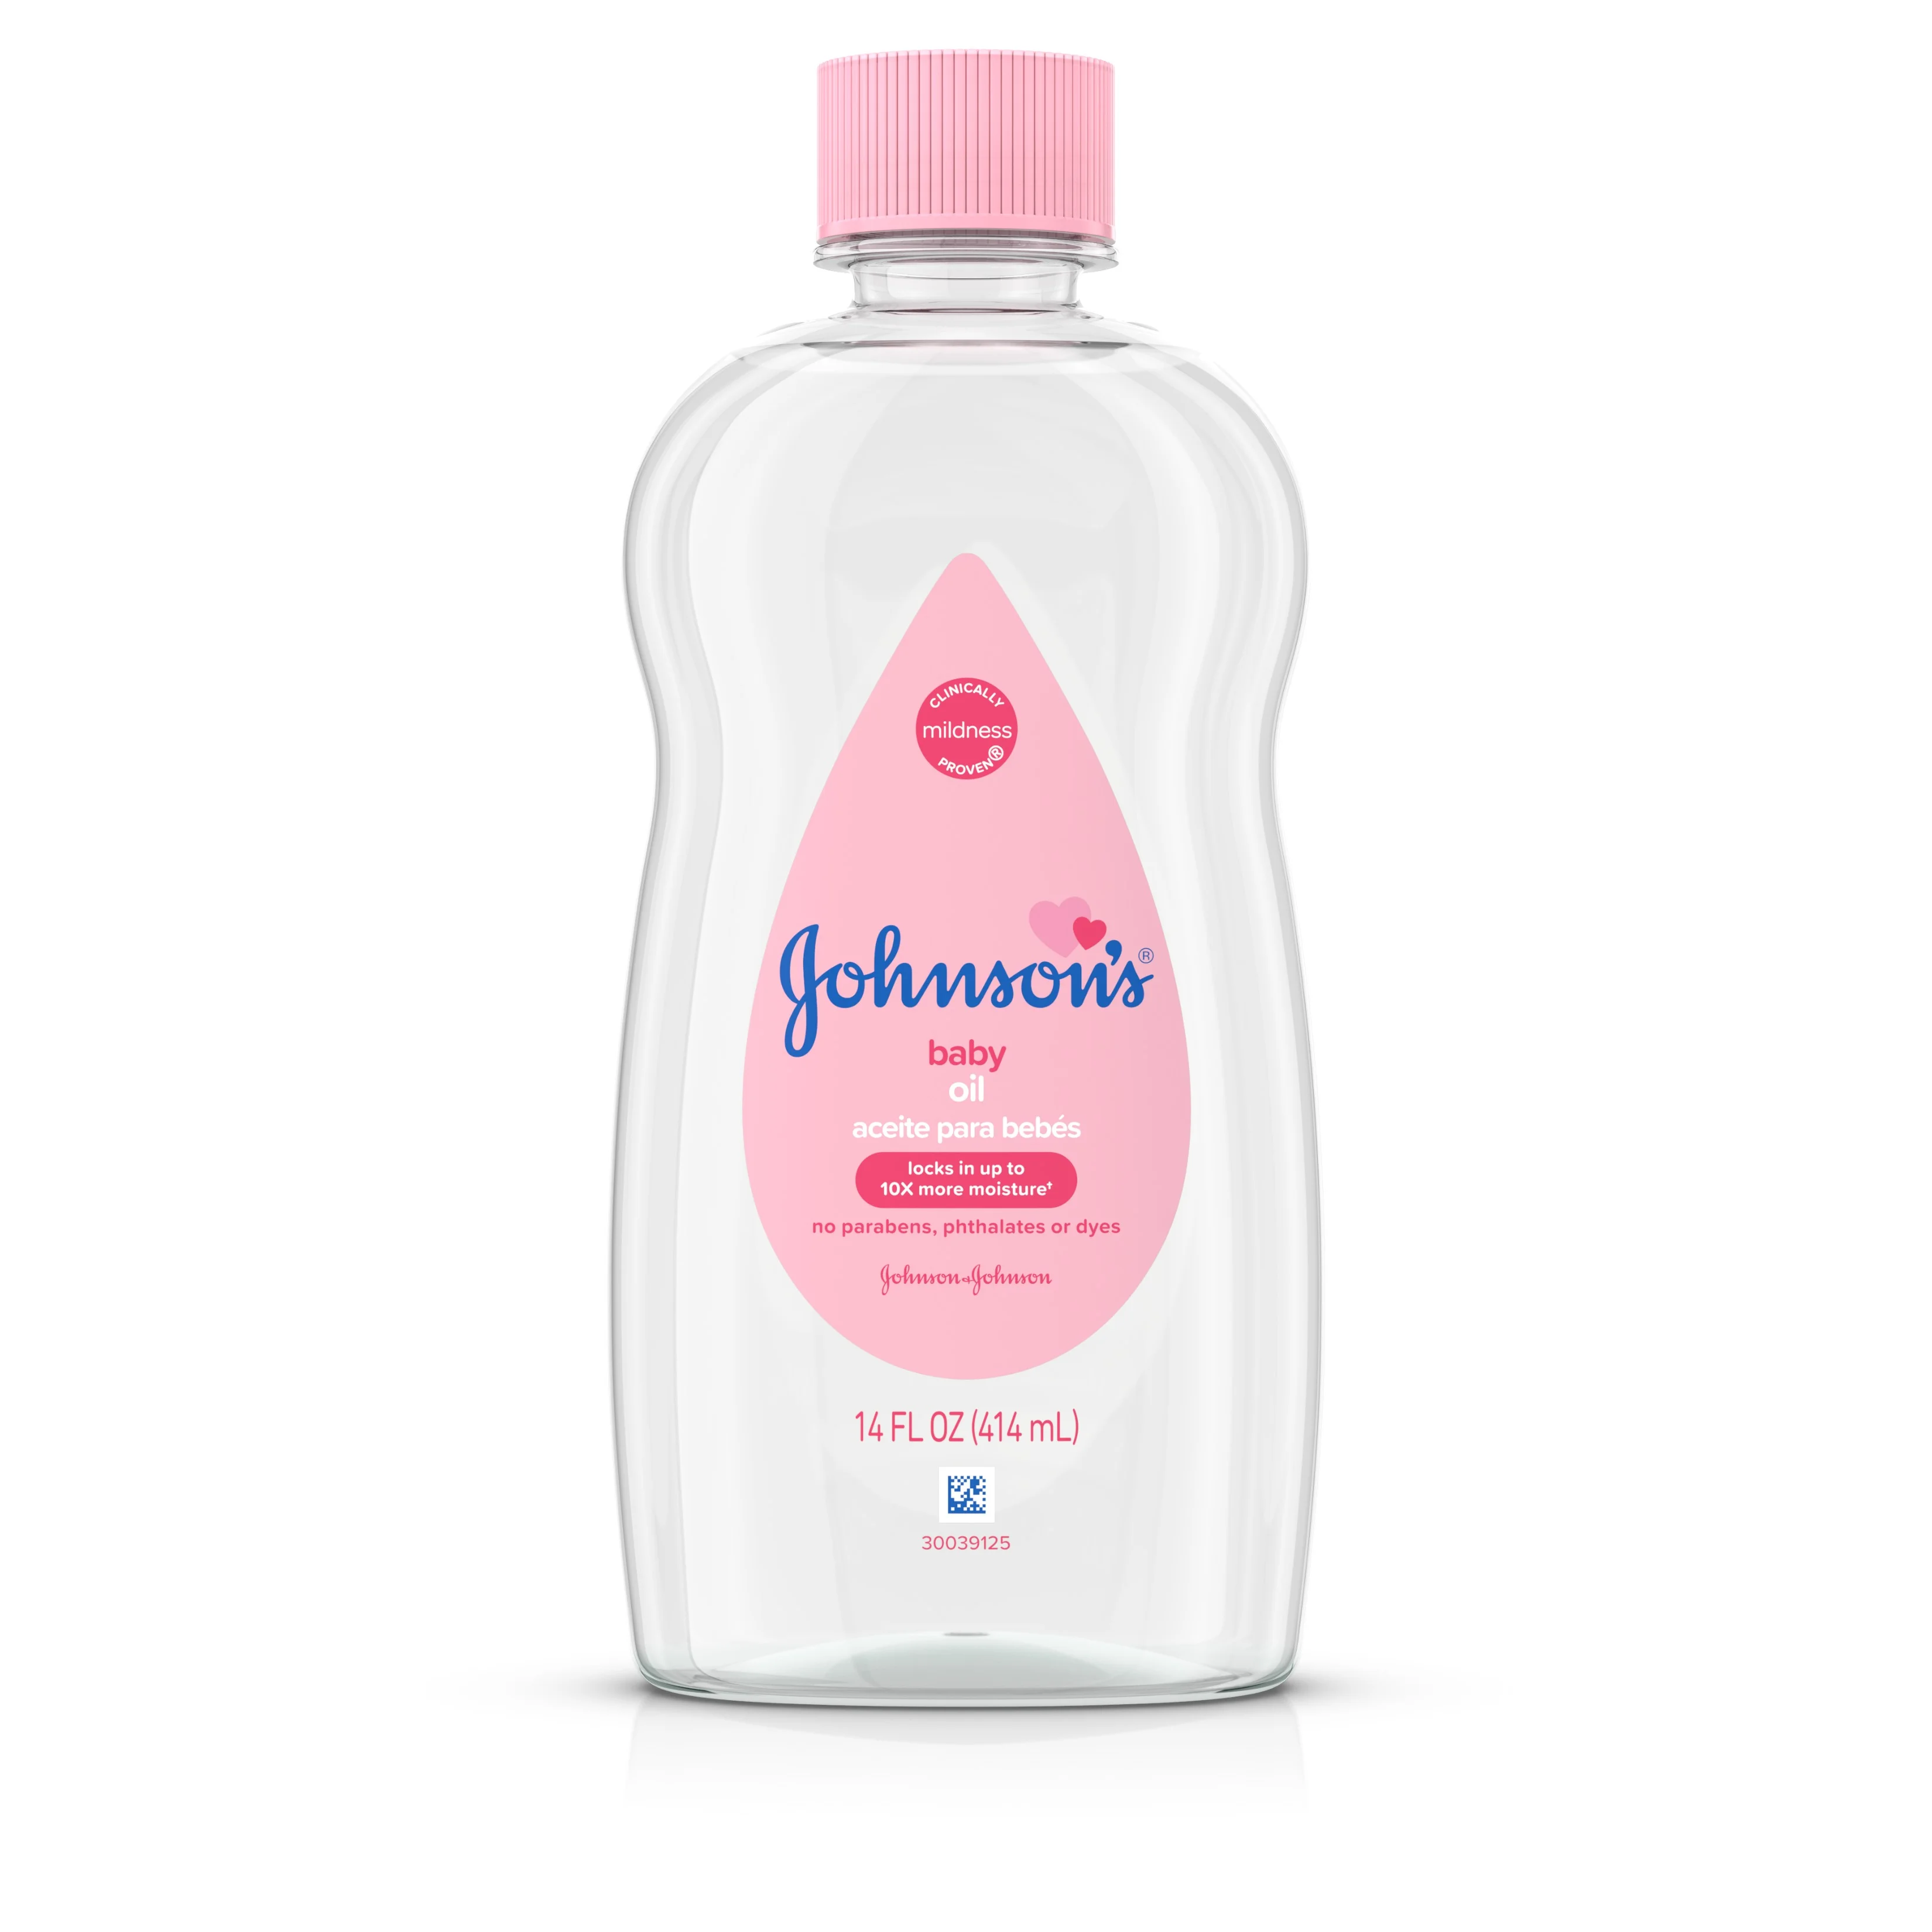 CLINICALLY
mildness
PROVEN®
Johnson's®
baby
oil
aceite para bebés
locks in up to
10X more moisture†
no parabens, phthalates or dyes
Johnson & Johnson
14 FL OZ (414 mL)
30039125